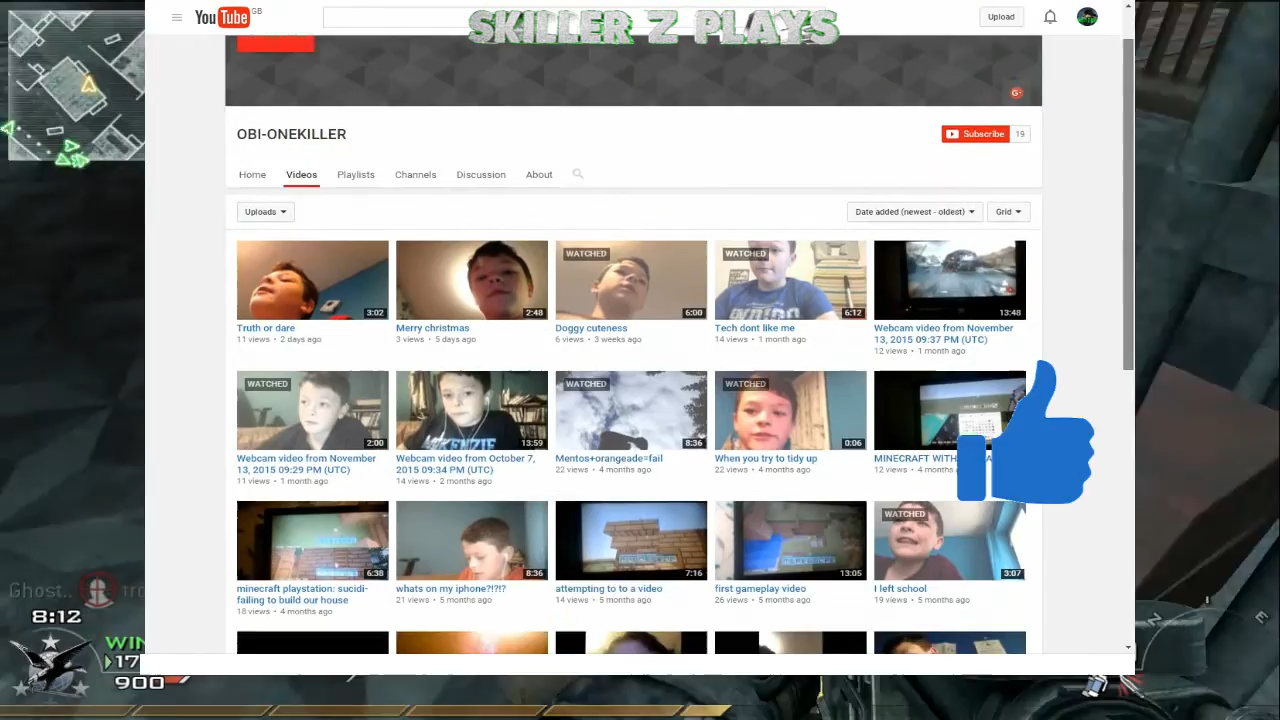 YouTube GB
SKILLER Z PLAYS
Upload
OBI-ONEKILLER
Subscribe 19
Home Videos Playlists Channels Discussion About
Uploads
Date added (newest - oldest) Grid
3:02
2:48
WATCHED 6:00
WATCHED 6:12
13:48
Truth or dare
11 views • 2 days ago
Merry christmas
3 views • 5 days ago
Doggy cuteness
6 views • 3 weeks ago
Tech dont like me
14 views • 1 month ago
Webcam video from November
13, 2015 09:37 PM (UTC)
12 views • 1 month ago
WATCHED 2:00
13:59
WATCHED 8:36
WATCHED 0:06
Webcam video from November
13, 2015 09:29 PM (UTC)
11 views • 1 month ago
Webcam video from October 7,
2015 09:34 PM (UTC)
14 views • 2 months ago
Mentos+orangeade=fail
22 views • 4 months ago
When you try to tidy up
22 views • 4 months ago
MINECRAFT
12 views • 4
6:38
8:36
7:16
13:05
WATCHED 3:07
minecraft playstation: sucidi-
failing to build our house
18 views • 4 months ago
whats on my iphone?!?!?
21 views • 5 months ago
attempting to to a video
14 views • 5 months ago
first gameplay video
26 views • 5 months ago
I left school
19 views • 5 months ago
Ghost..
8:12
WIN
17
900
N
E